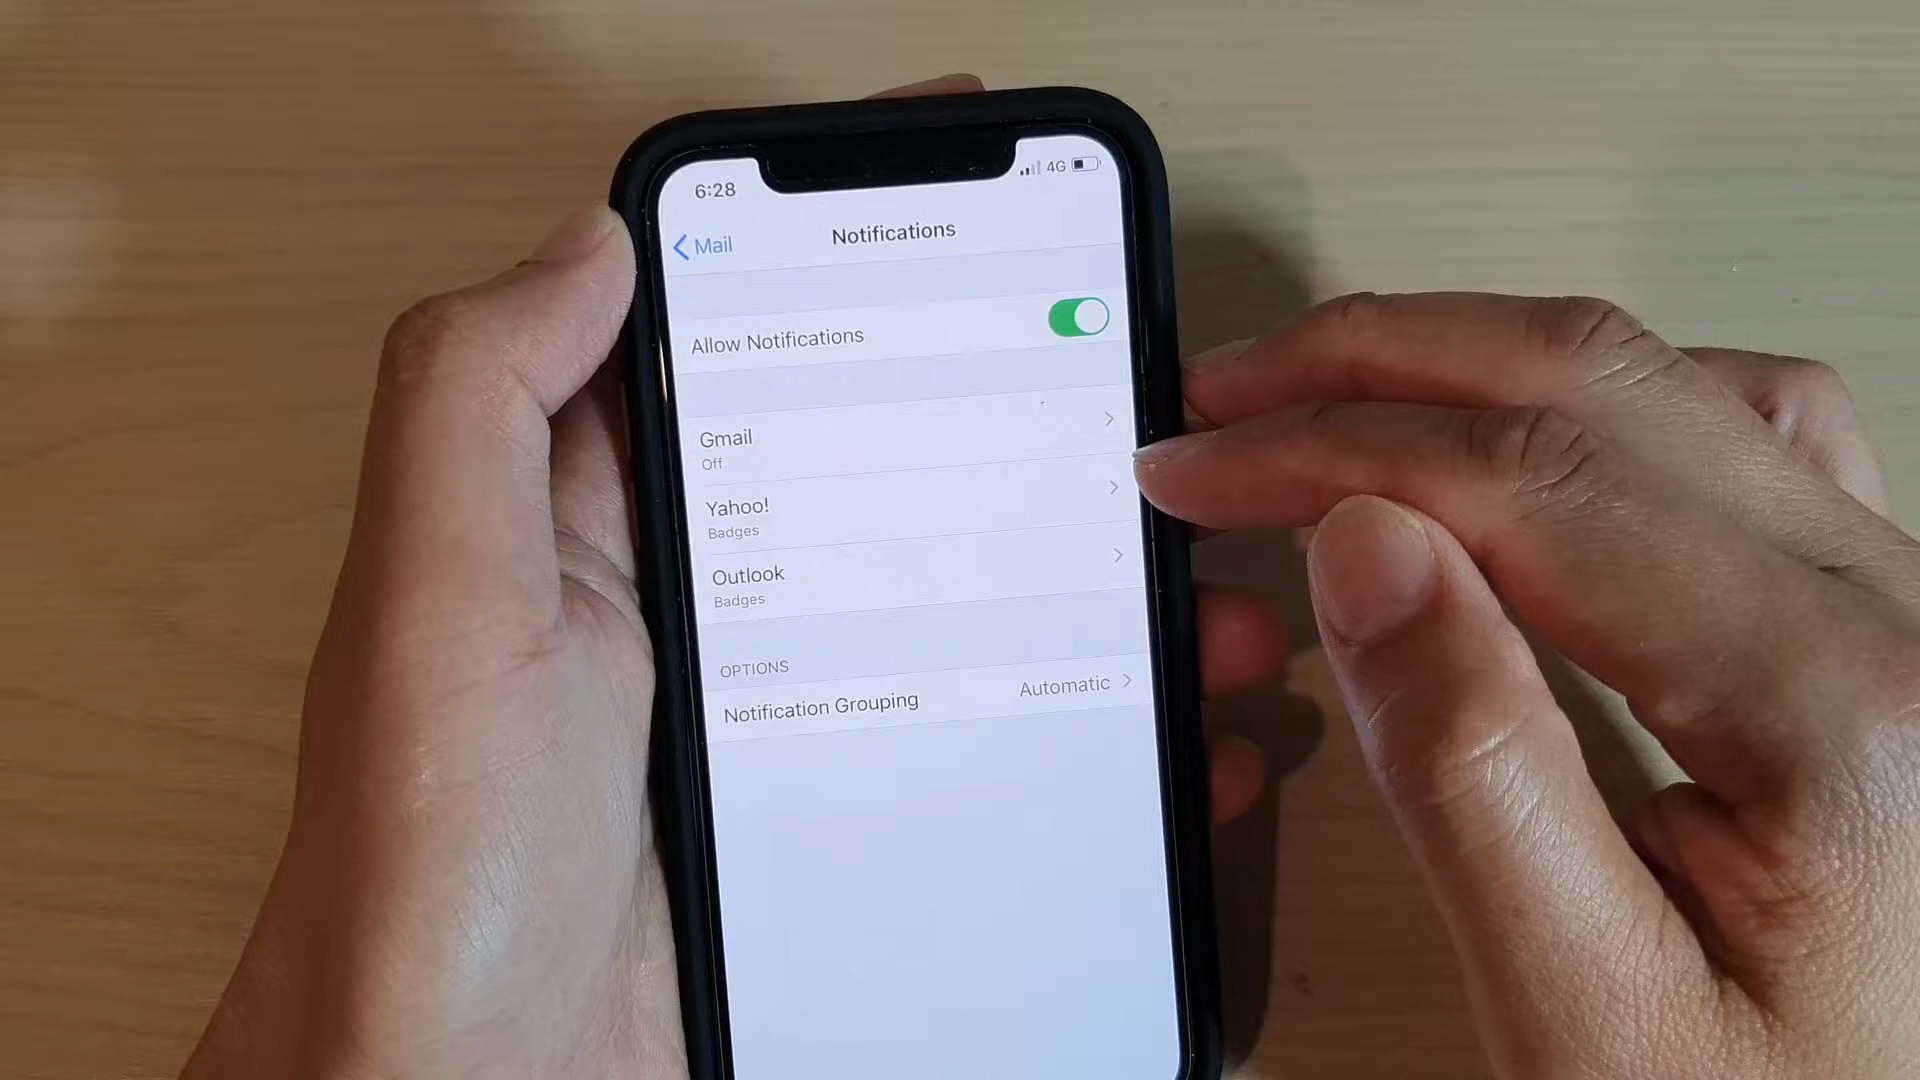 6:28
4G
Mail
Notifications
Allow Notifications
Gmail
Off
Yahoo!
Badges
Outlook
Badges
OPTIONS
Notification Grouping Automatic